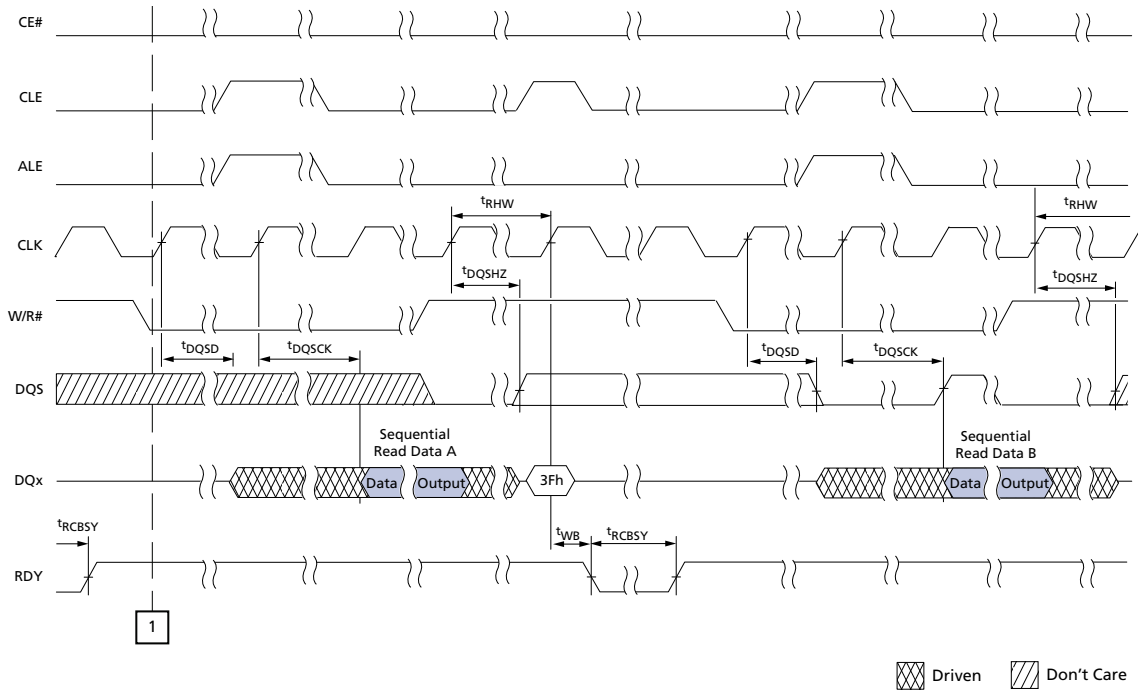 CE#
CLE
ALE
tRHW
tRHW
CLK
tDQSHZ
tDQSHZ
W/R#
tDQSD
tDQSCK
tDQSD
tDQSCK
DQS
Sequential
Read Data A
Sequential
Read Data B
DQx
Data
Output
3Fh
Data
Output
tRCBSY
tWB
tRCBSY
RDY
1
Driven
Don't Care